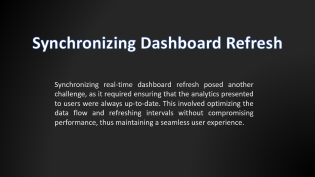 Synchronizing Dashboard Refresh
Synchronizing real-time dashboard refresh posed another
challenge, as it required ensuring that the analytics presented
to users were always up-to-date. This involved optimizing the
data flow and refreshing intervals without compromising
performance, thus maintaining a seamless user experience.